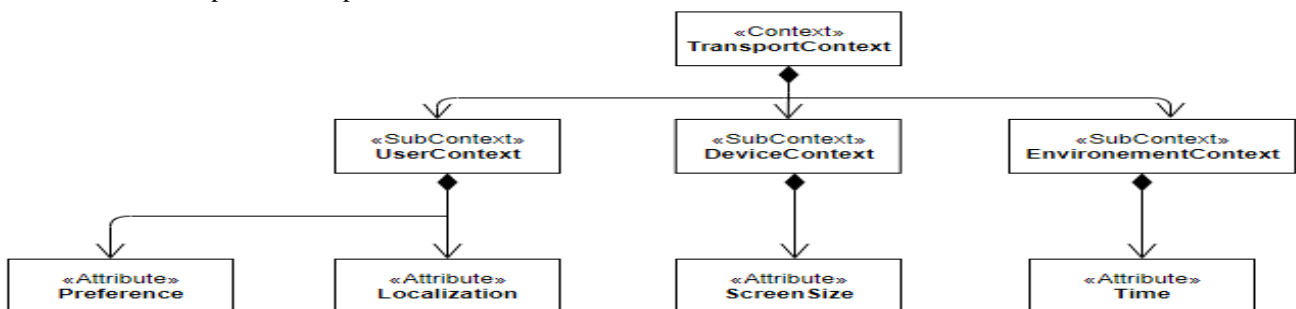 «Context»
TransportContext
«SubContext»
UserContext
«SubContext»
DeviceContext
«SubContext»
EnvironementContext
«Attribute»
Preference
«Attribute»
Localization
«Attribute»
ScreenSize
«Attribute»
Time